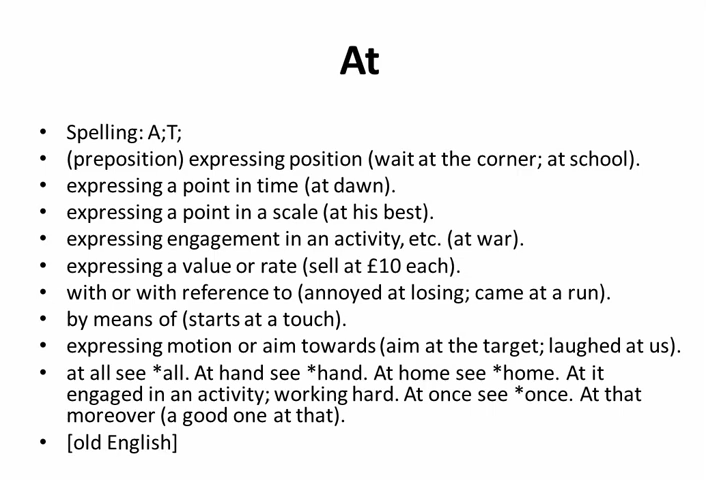 At
• Spelling: A;T;
• (preposition) expressing position (wait at the corner; at school).
• expressing a point in time (at dawn).
• expressing a point in a scale (at his best).
• expressing engagement in an activity, etc. (at war).
• expressing a value or rate (sell at £10 each).
• with or with reference to (annoyed at losing; came at a run).
• by means of (starts at a touch).
• expressing motion or aim towards (aim at the target; laughed at us).
• at all see *all. At hand see *hand. At home see *home. At it
engaged in an activity; working hard. At once see *once. At that
moreover (a good one at that).
• [old English]